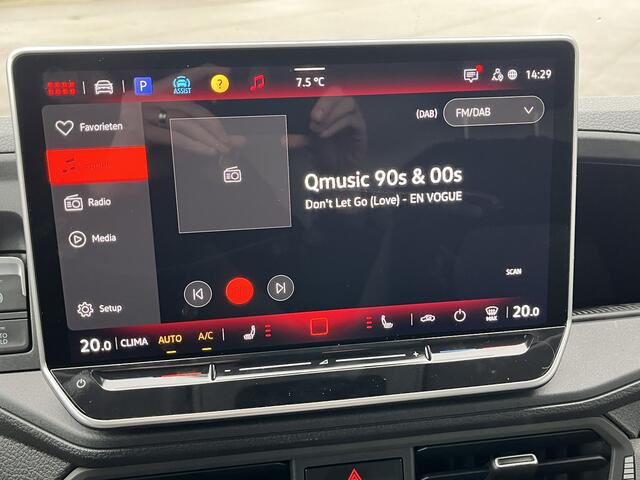 P
ASSIST
?
7.5 °C
14:29
Favorieten
(DAB)
FM/DAB
Qmusic 90s & 00s
Don't Let Go (Love) - EN VOGUE
Radio
Media
Setup
SCAN
20.0
CLIMA
AUTO
A/C
MAX
20.0
- +